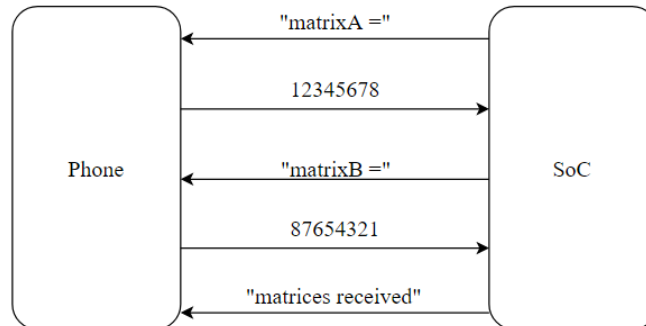 "matrixA ="
12345678
Phone
"matrixB ="
SoC
87654321
"matrices received"